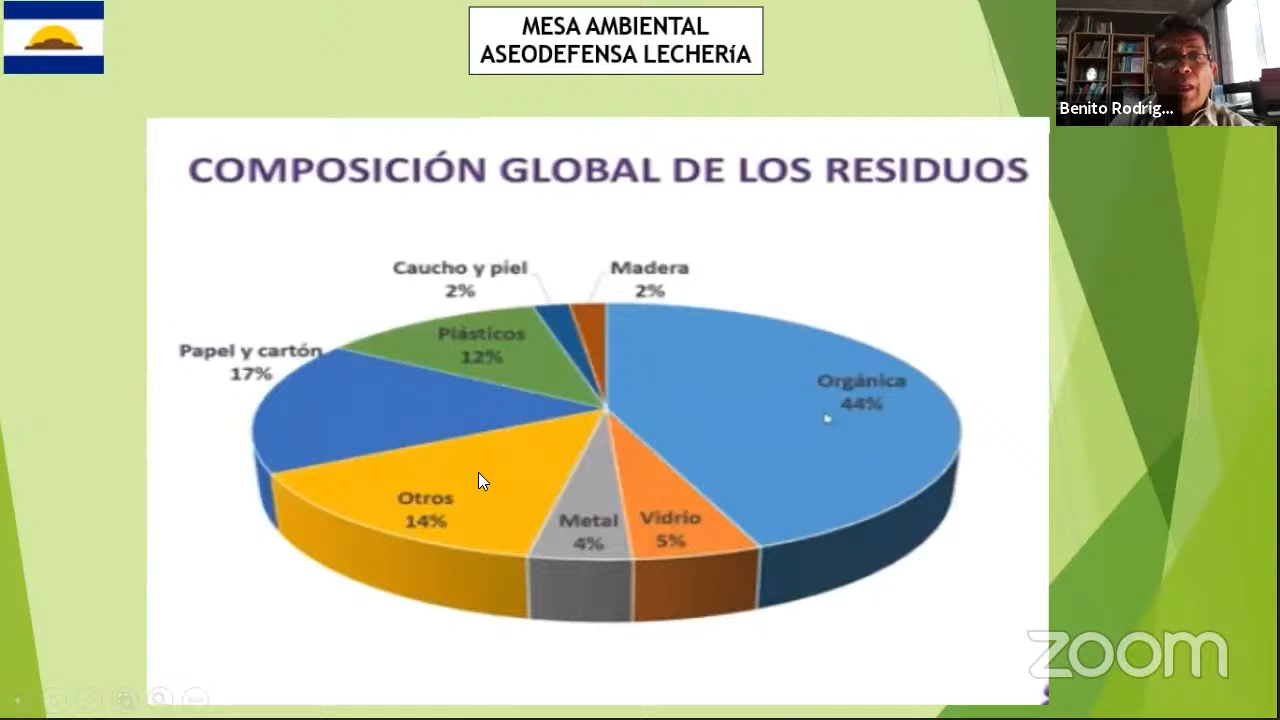 MESA AMBIENTAL
ASEODEFENSA LECHERíA
Benito Rodrig...
COMPOSICIÓN GLOBAL DE LOS RESIDUOS
Caucho y piel
2%
Madera
2%
Plásticos
12%
Papel y cartón
17%
Orgánica
44%
Otros
14%
Metal
4%
Vidrio
5%
zoom